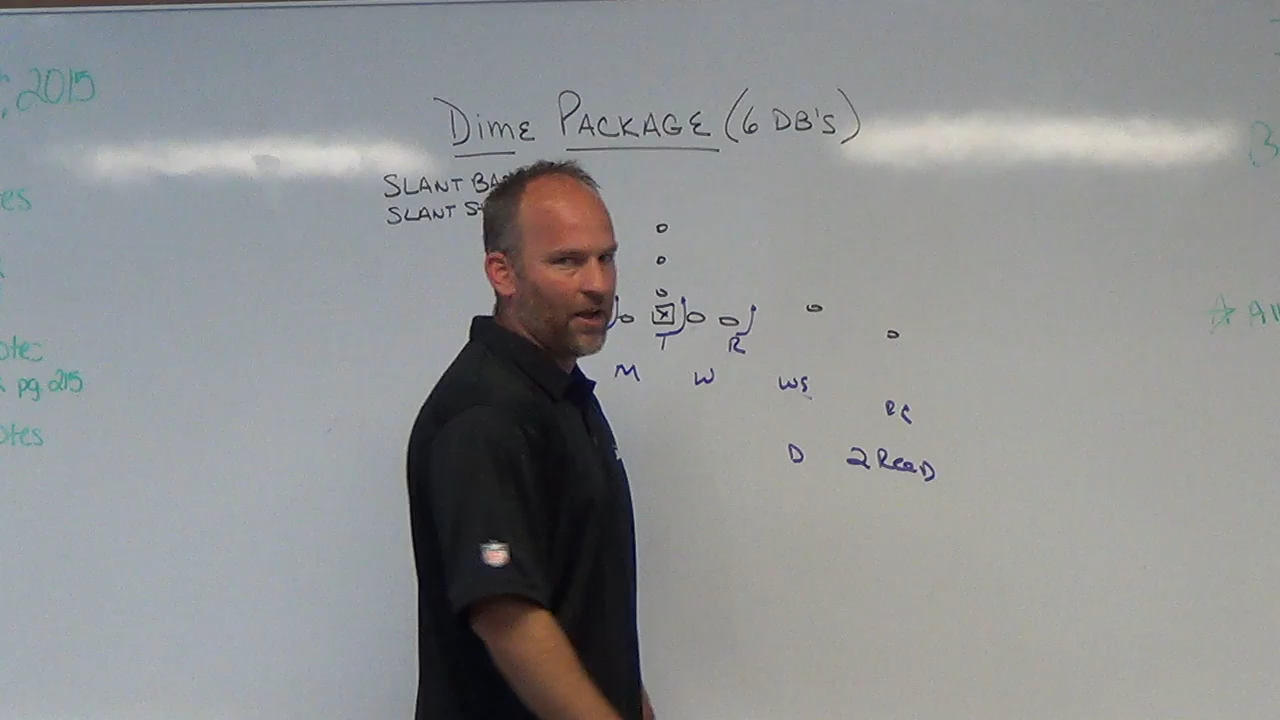 2015
Dime PACKAGE (6 DB'S)
SLANT
SLANT
es
otes
pg. 215
otes
T R
M W WS
RC
D 2 ReaD